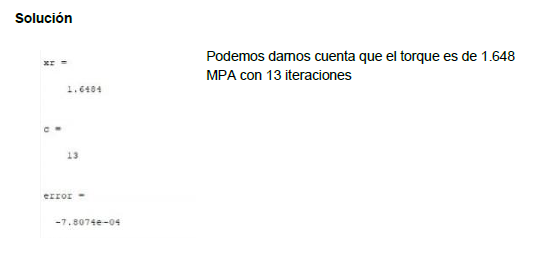 Solución
Podemos darnos cuenta que el torque es de 1.648
MPA con 13 iteraciones
xr =
1.6484
c =
13
error =
-7.8074e-04